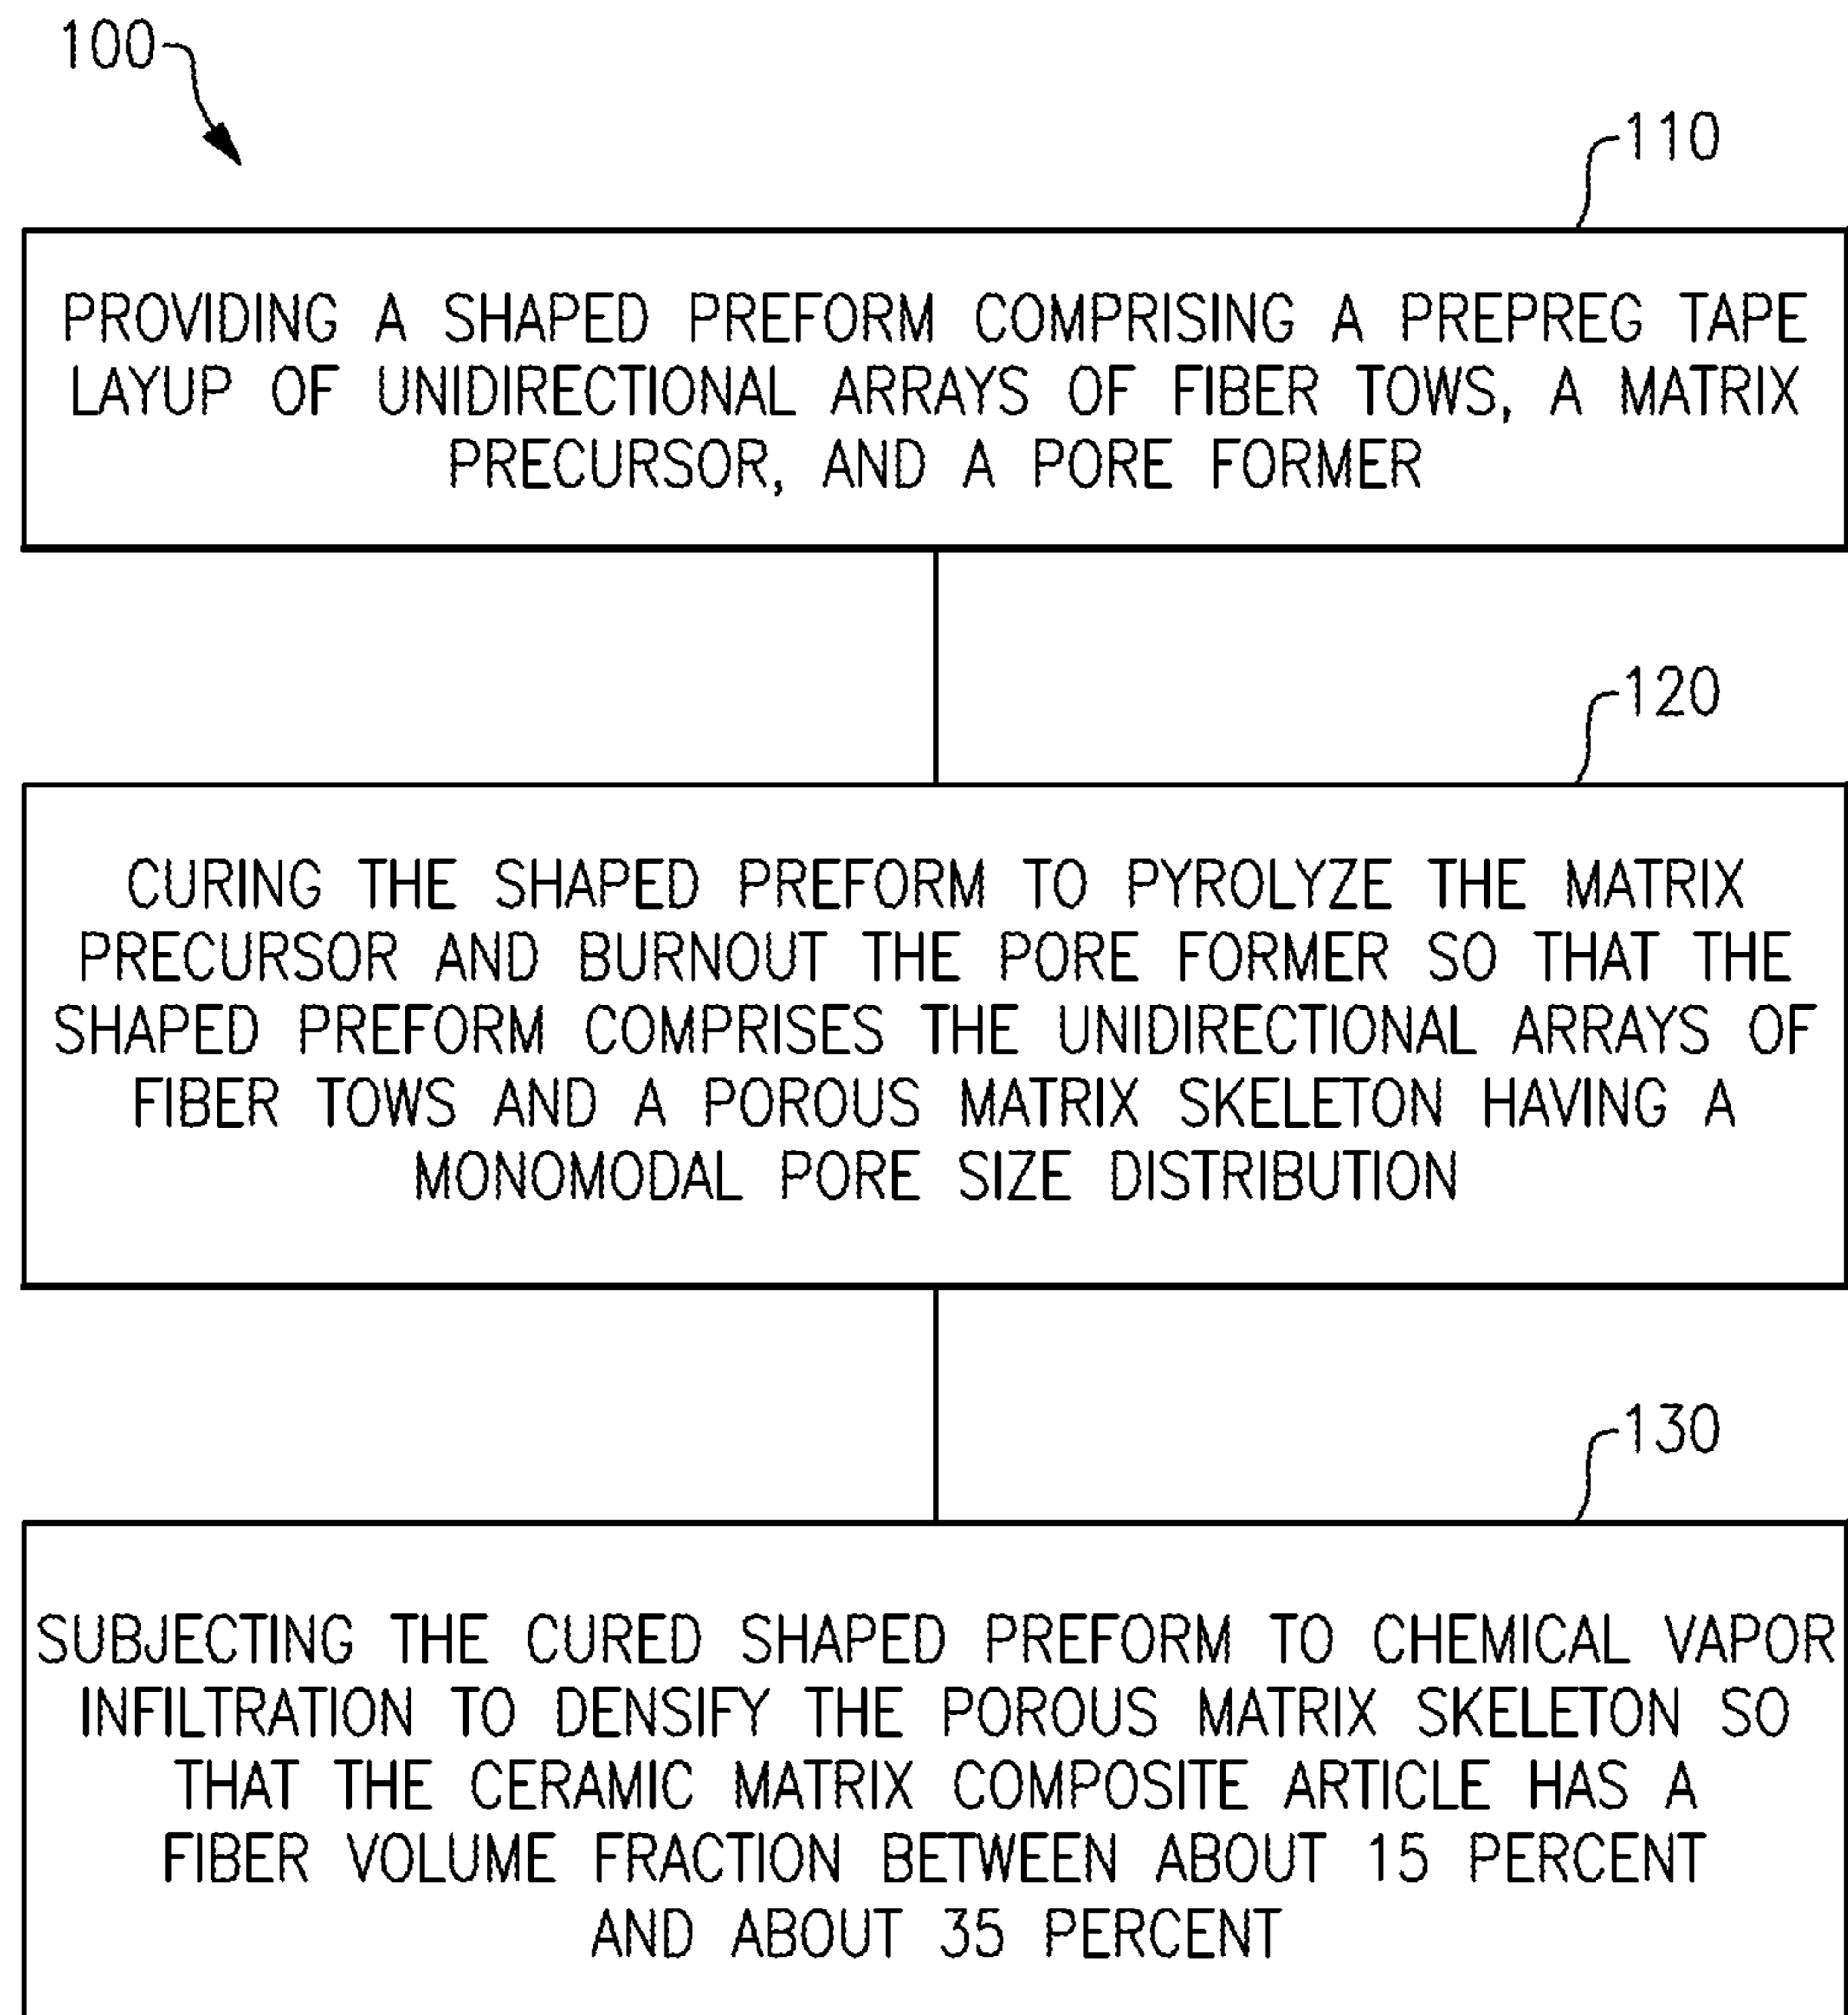 100
110
PROVIDING A SHAPED PREFORM COMPRISING A PREPREG TAPE
LAYUP OF UNIDIRECTIONAL ARRAYS OF FIBER TOWS, A MATRIX
PRECURSOR, AND A PORE FORMER
120
CURING THE SHAPED PREFORM TO PYROLYZE THE MATRIX
PRECURSOR AND BURNOUT THE PORE FORMER SO THAT THE
SHAPED PREFORM COMPRISES THE UNIDIRECTIONAL ARRAYS OF
FIBER TOWS AND A POROUS MATRIX SKELETON HAVING A
MONOMODAL PORE SIZE DISTRIBUTION
130
SUBJECTING THE CURED SHAPED PREFORM TO CHEMICAL VAPOR
INFILTRATION TO DENSIFY THE POROUS MATRIX SKELETON SO
THAT THE CERAMIC MATRIX COMPOSITE ARTICLE HAS A
FIBER VOLUME FRACTION BETWEEN ABOUT 15 PERCENT
AND ABOUT 35 PERCENT